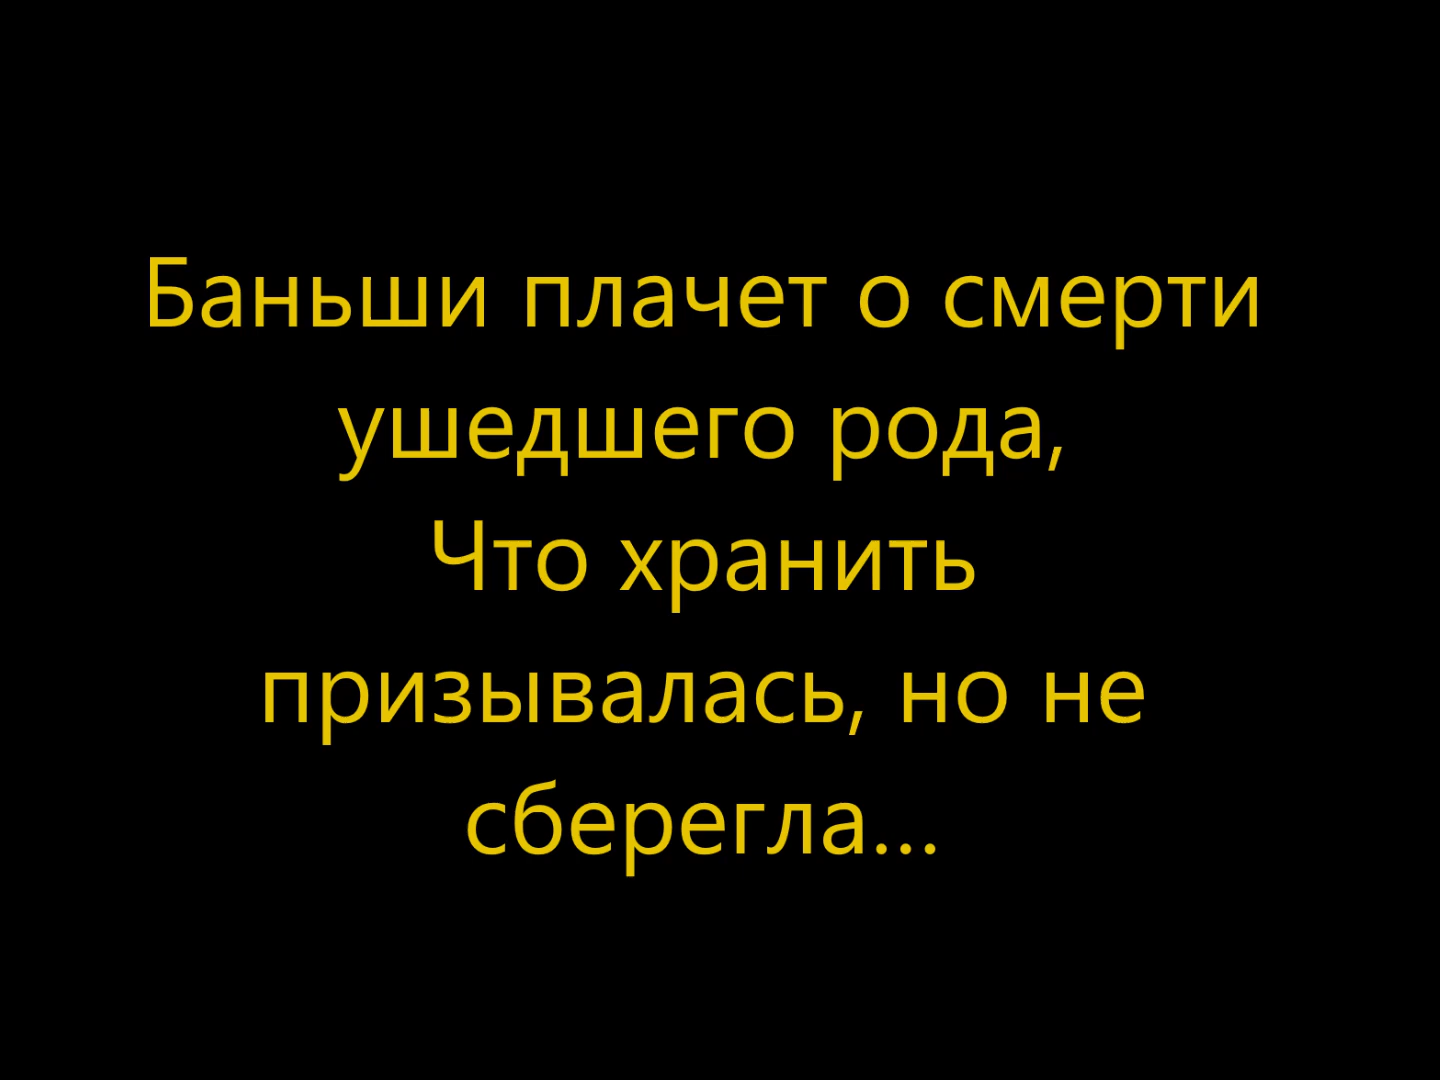 Баньши плачет о смерти
ушедшего рода,
Что хранить
призывалась, но не
сберегла...